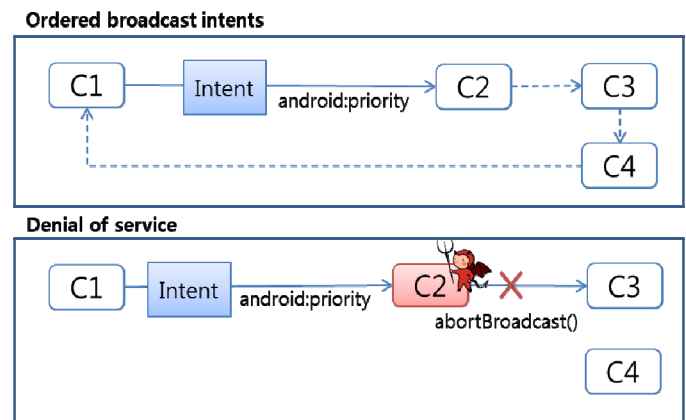 Ordered broadcast intents
C1
Intent
android:priority
C2
C3
C4
Denial of service
C1
Intent
android:priority
C2
abortBroadcast()
C3
C4